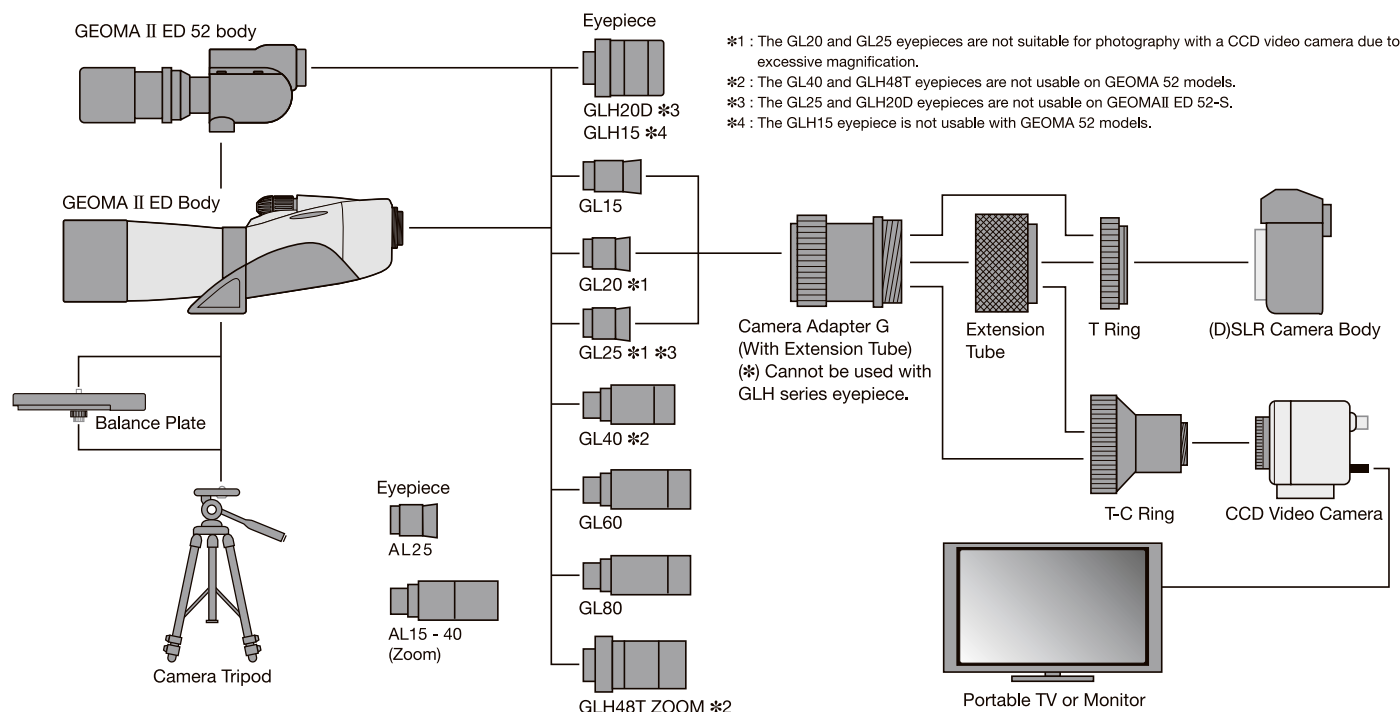 GEOMA II ED 52 body
Eyepiece
✻1 : The GL20 and GL25 eyepieces are not suitable for photography with a CCD video camera due to
excessive magnification.
✻2 : The GL40 and GLH48T eyepieces are not usable on GEOMA 52 models.
✻3 : The GL25 and GLH20D eyepieces are not usable on GEOMAII ED 52-S.
✻4 : The GLH15 eyepiece is not usable with GEOMA 52 models.
GLH20D ✻3
GLH15 ✻4
GEOMA II ED Body
GL15
GL20 ✻1
GL25 ✻1 ✻3
Camera Adapter G
(With Extension Tube)
(✻) Cannot be used with
GLH series eyepiece.
Extension
Tube
T Ring
(D)SLR Camera Body
Balance Plate
GL40 ✻2
Eyepiece
AL25
GL60
T-C Ring
CCD Video Camera
GL80
AL15 - 40
(Zoom)
Camera Tripod
GLH48T ZOOM ✻2
Portable TV or Monitor